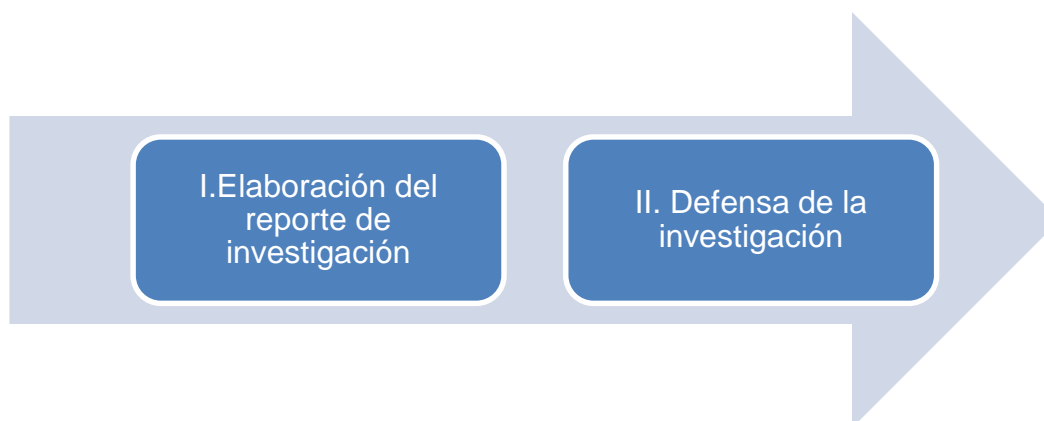 I.Elaboración del
reporte de
investigación
II. Defensa de la
investigación